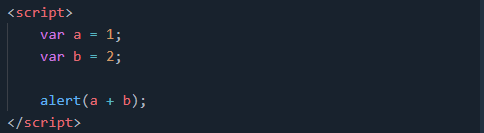 <script>
    var a = 1;
    var b = 2;

    alert(a + b);
</script>